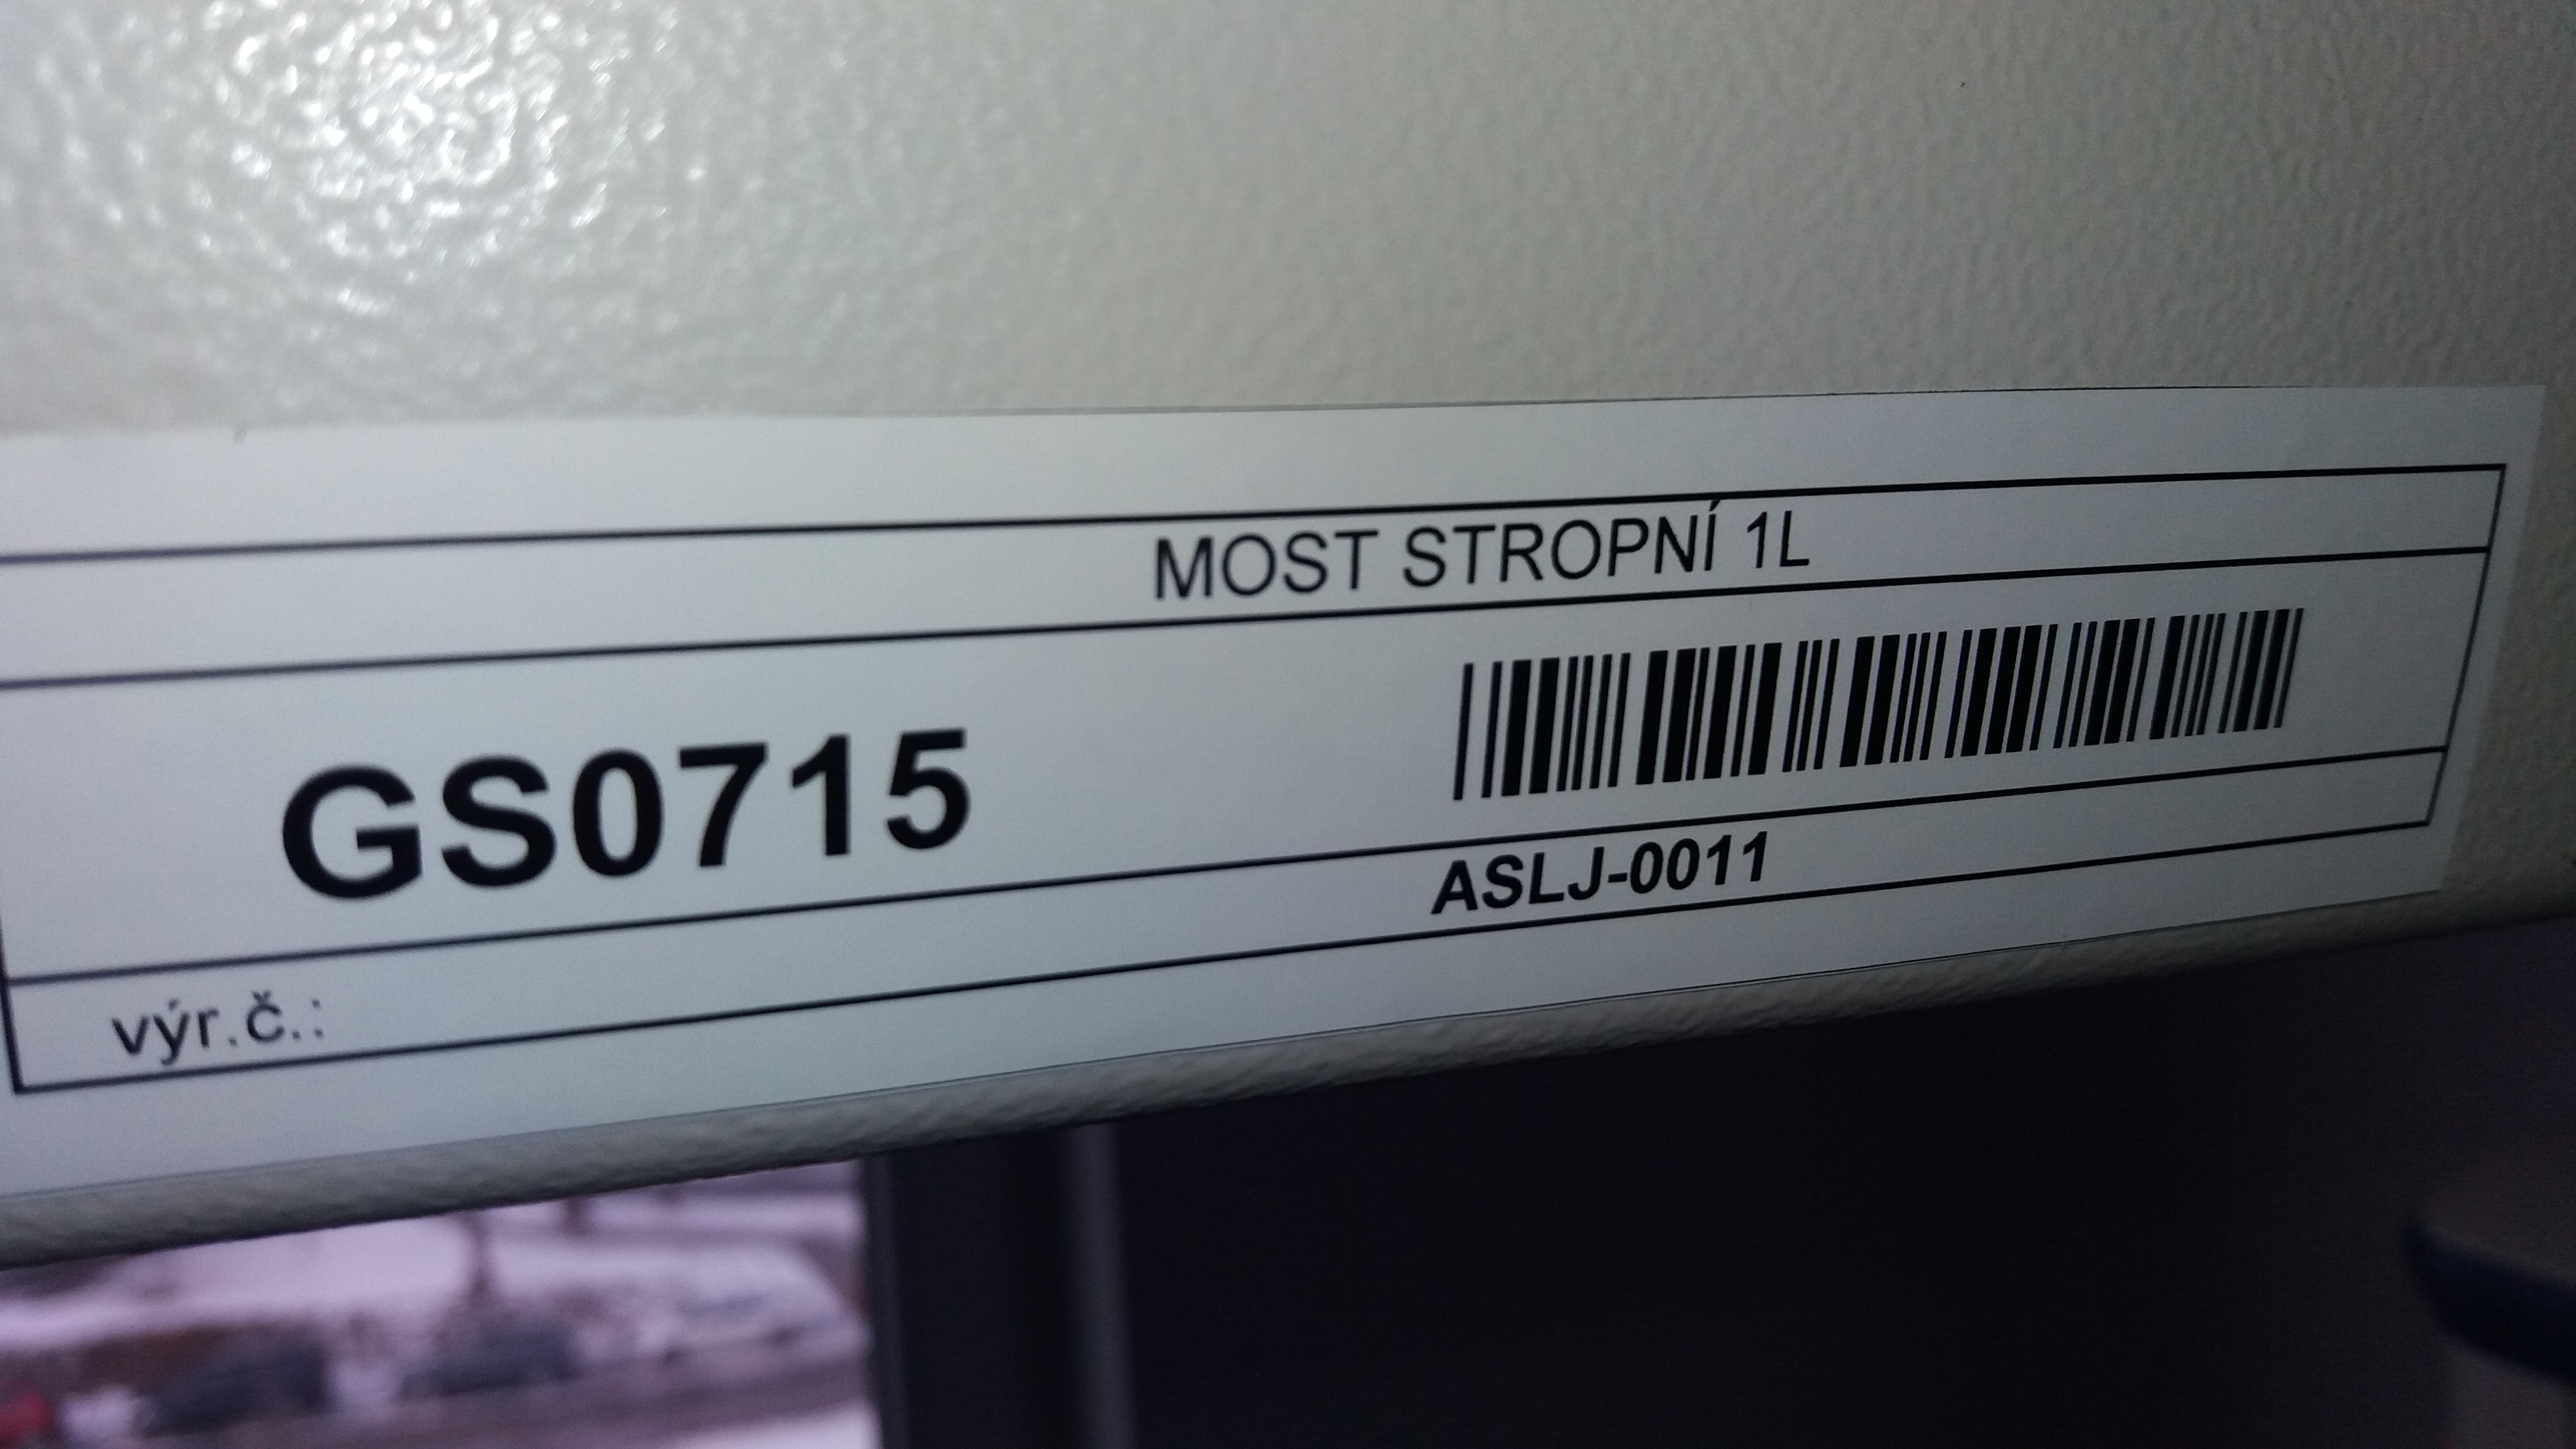 MOST STROPNÍ 1L
GS0715
výr.č.:
ASLJ-0011